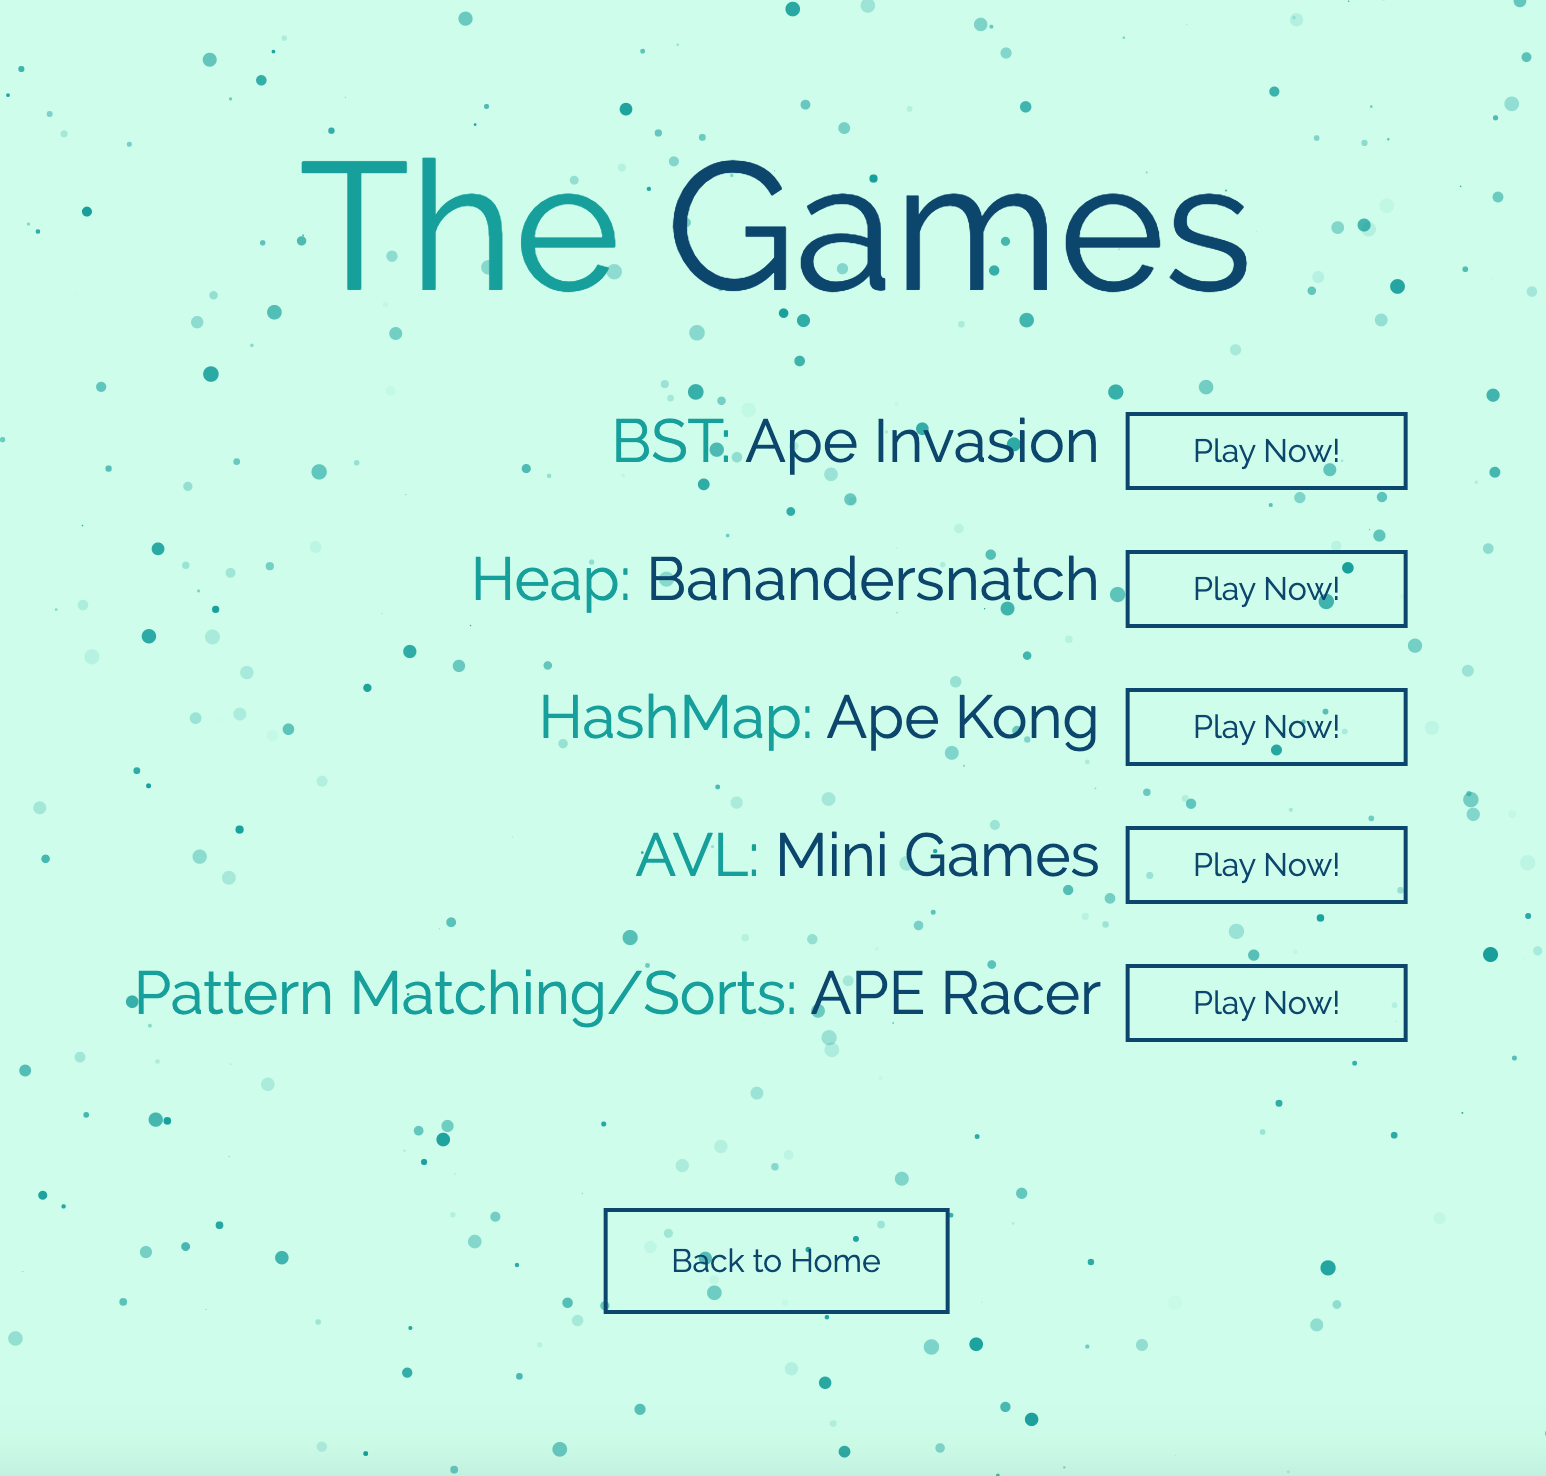 The Games
BST: Ape Invasion Play Now!
Heap: Banandersnatch Play Now!
HashMap: Ape Kong Play Now!
AVL: Mini Games Play Now!
Pattern Matching/Sorts: APE Racer Play Now!
Back to Home